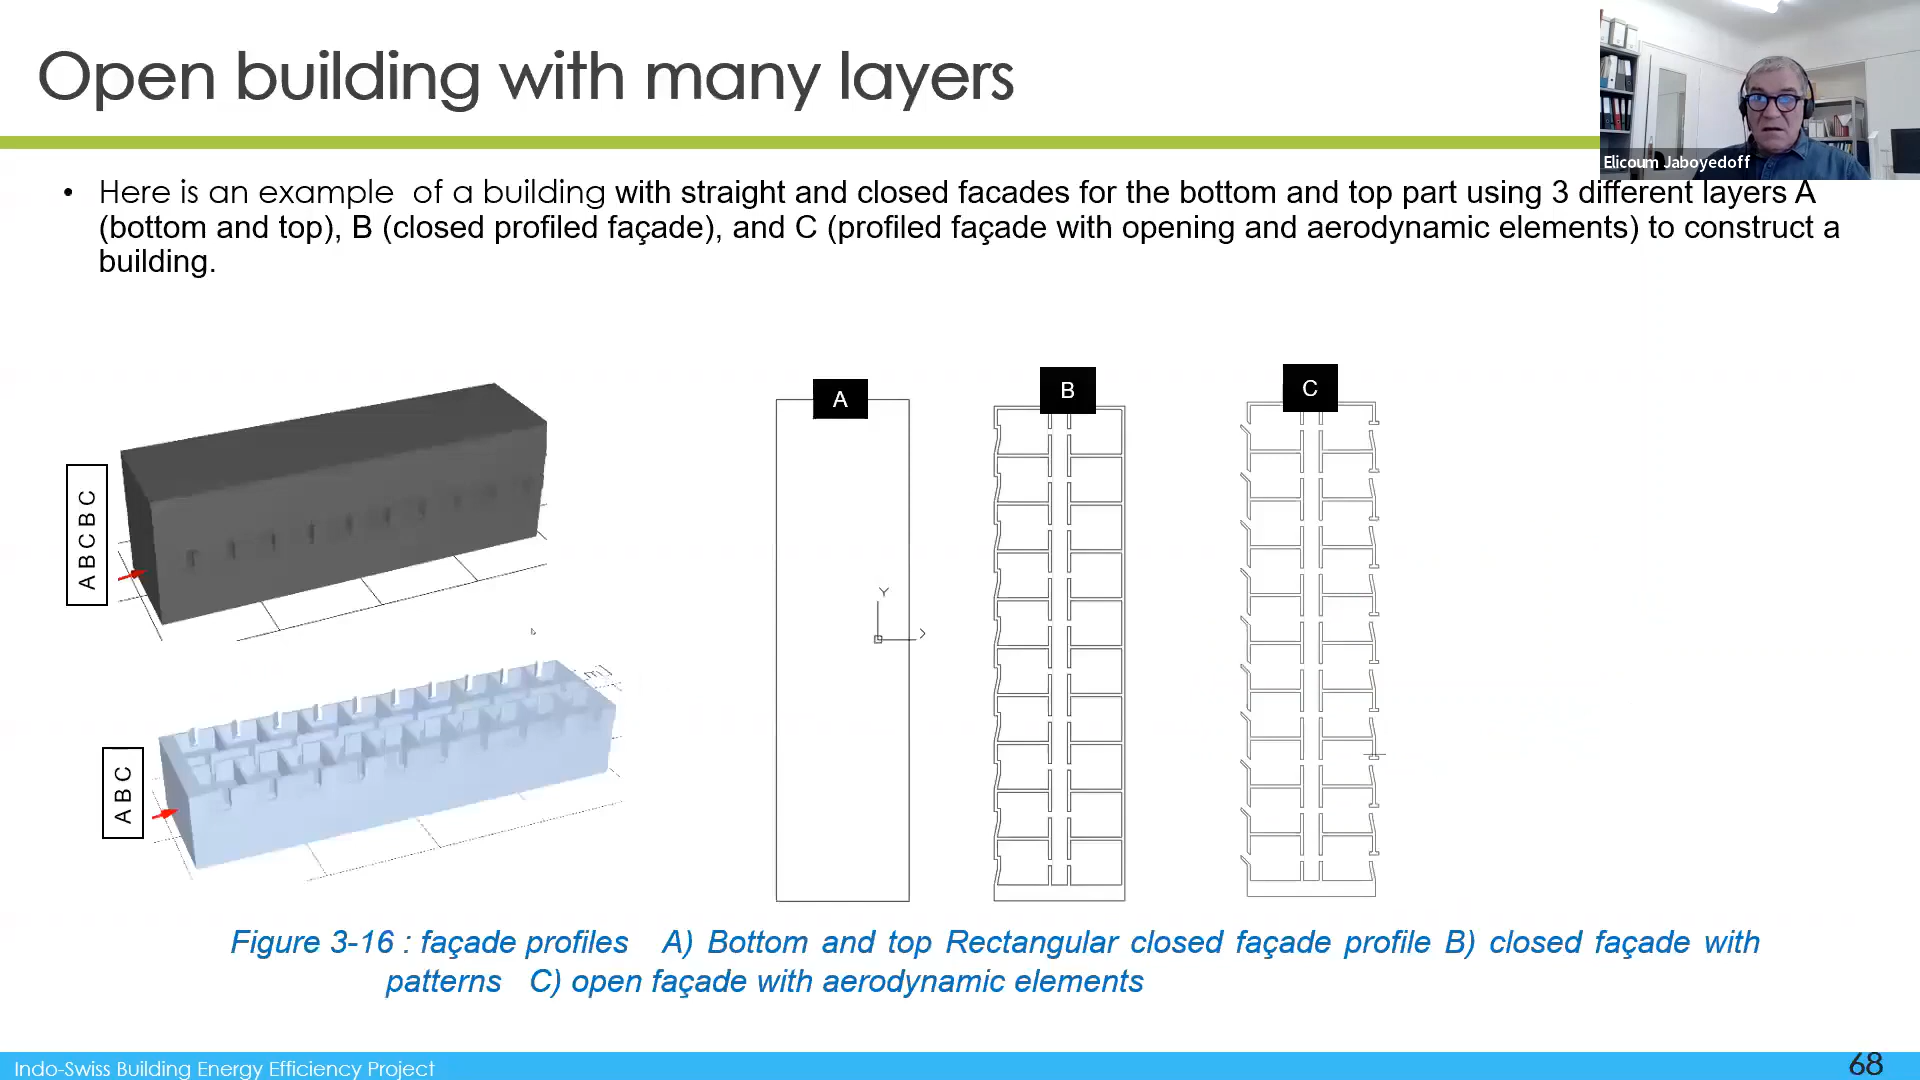 Open building with many layers
Elicoum Jaboyedoff
• Here is an example of a building with straight and closed facades for the bottom and top part using 3 different layers A
(bottom and top), B (closed profiled façade), and C (profiled façade with opening and aerodynamic elements) to construct a
building.
A B C B C
A B C
A
B
C
Y
Figure 3-16 : façade profiles A) Bottom and top Rectangular closed façade profile B) closed façade with
patterns C) open façade with aerodynamic elements
Indo-Swiss Building Energy Efficiency Project
68